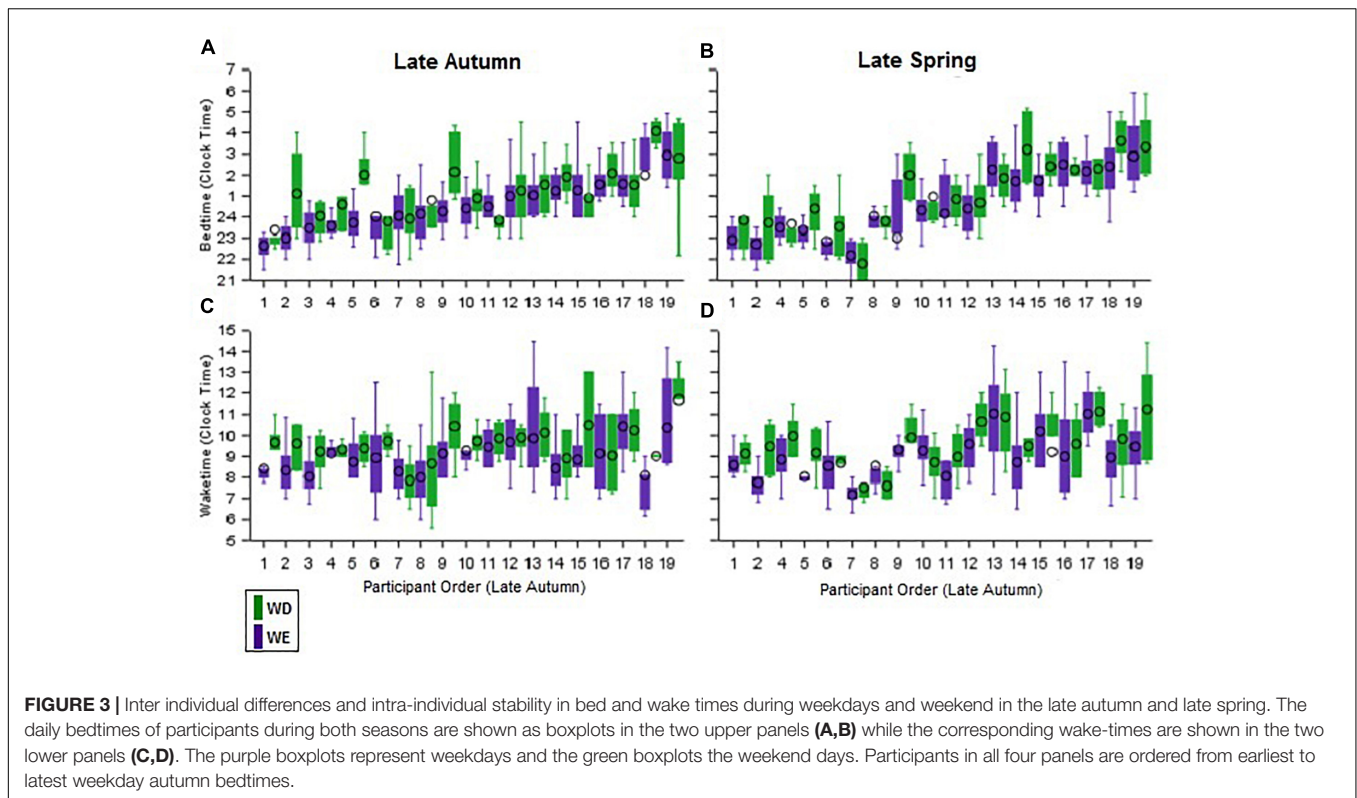 A
Late Autumn
B
Late Spring
Bedtime (Clock Time)
7
6
5
4
3
2
1
24
23
22
21
1 2 3 4 5 6 7 8 9 10 11 12 13 14 15 16 17 18 19
1 2 3 4 5 6 7 8 9 10 11 12 13 14 15 16 17 18 19
C
D
Waketime (Clock Time)
15
14
13
12
11
10
9
8
7
6
5
1 2 3 4 5 6 7 8 9 10 11 12 13 14 15 16 17 18 19
1 2 3 4 5 6 7 8 9 10 11 12 13 14 15 16 17 18 19
Participant Order (Late Autumn)
Participant Order (Late Autumn)
WD
WE
FIGURE 3 | Inter individual differences and intra-individual stability in bed and wake times during weekdays and weekend in the late autumn and late spring. The
daily bedtimes of participants during both seasons are shown as boxplots in the two upper panels (A,B) while the corresponding wake-times are shown in the two
lower panels (C,D). The purple boxplots represent weekdays and the green boxplots the weekend days. Participants in all four panels are ordered from earliest to
latest weekday autumn bedtimes.